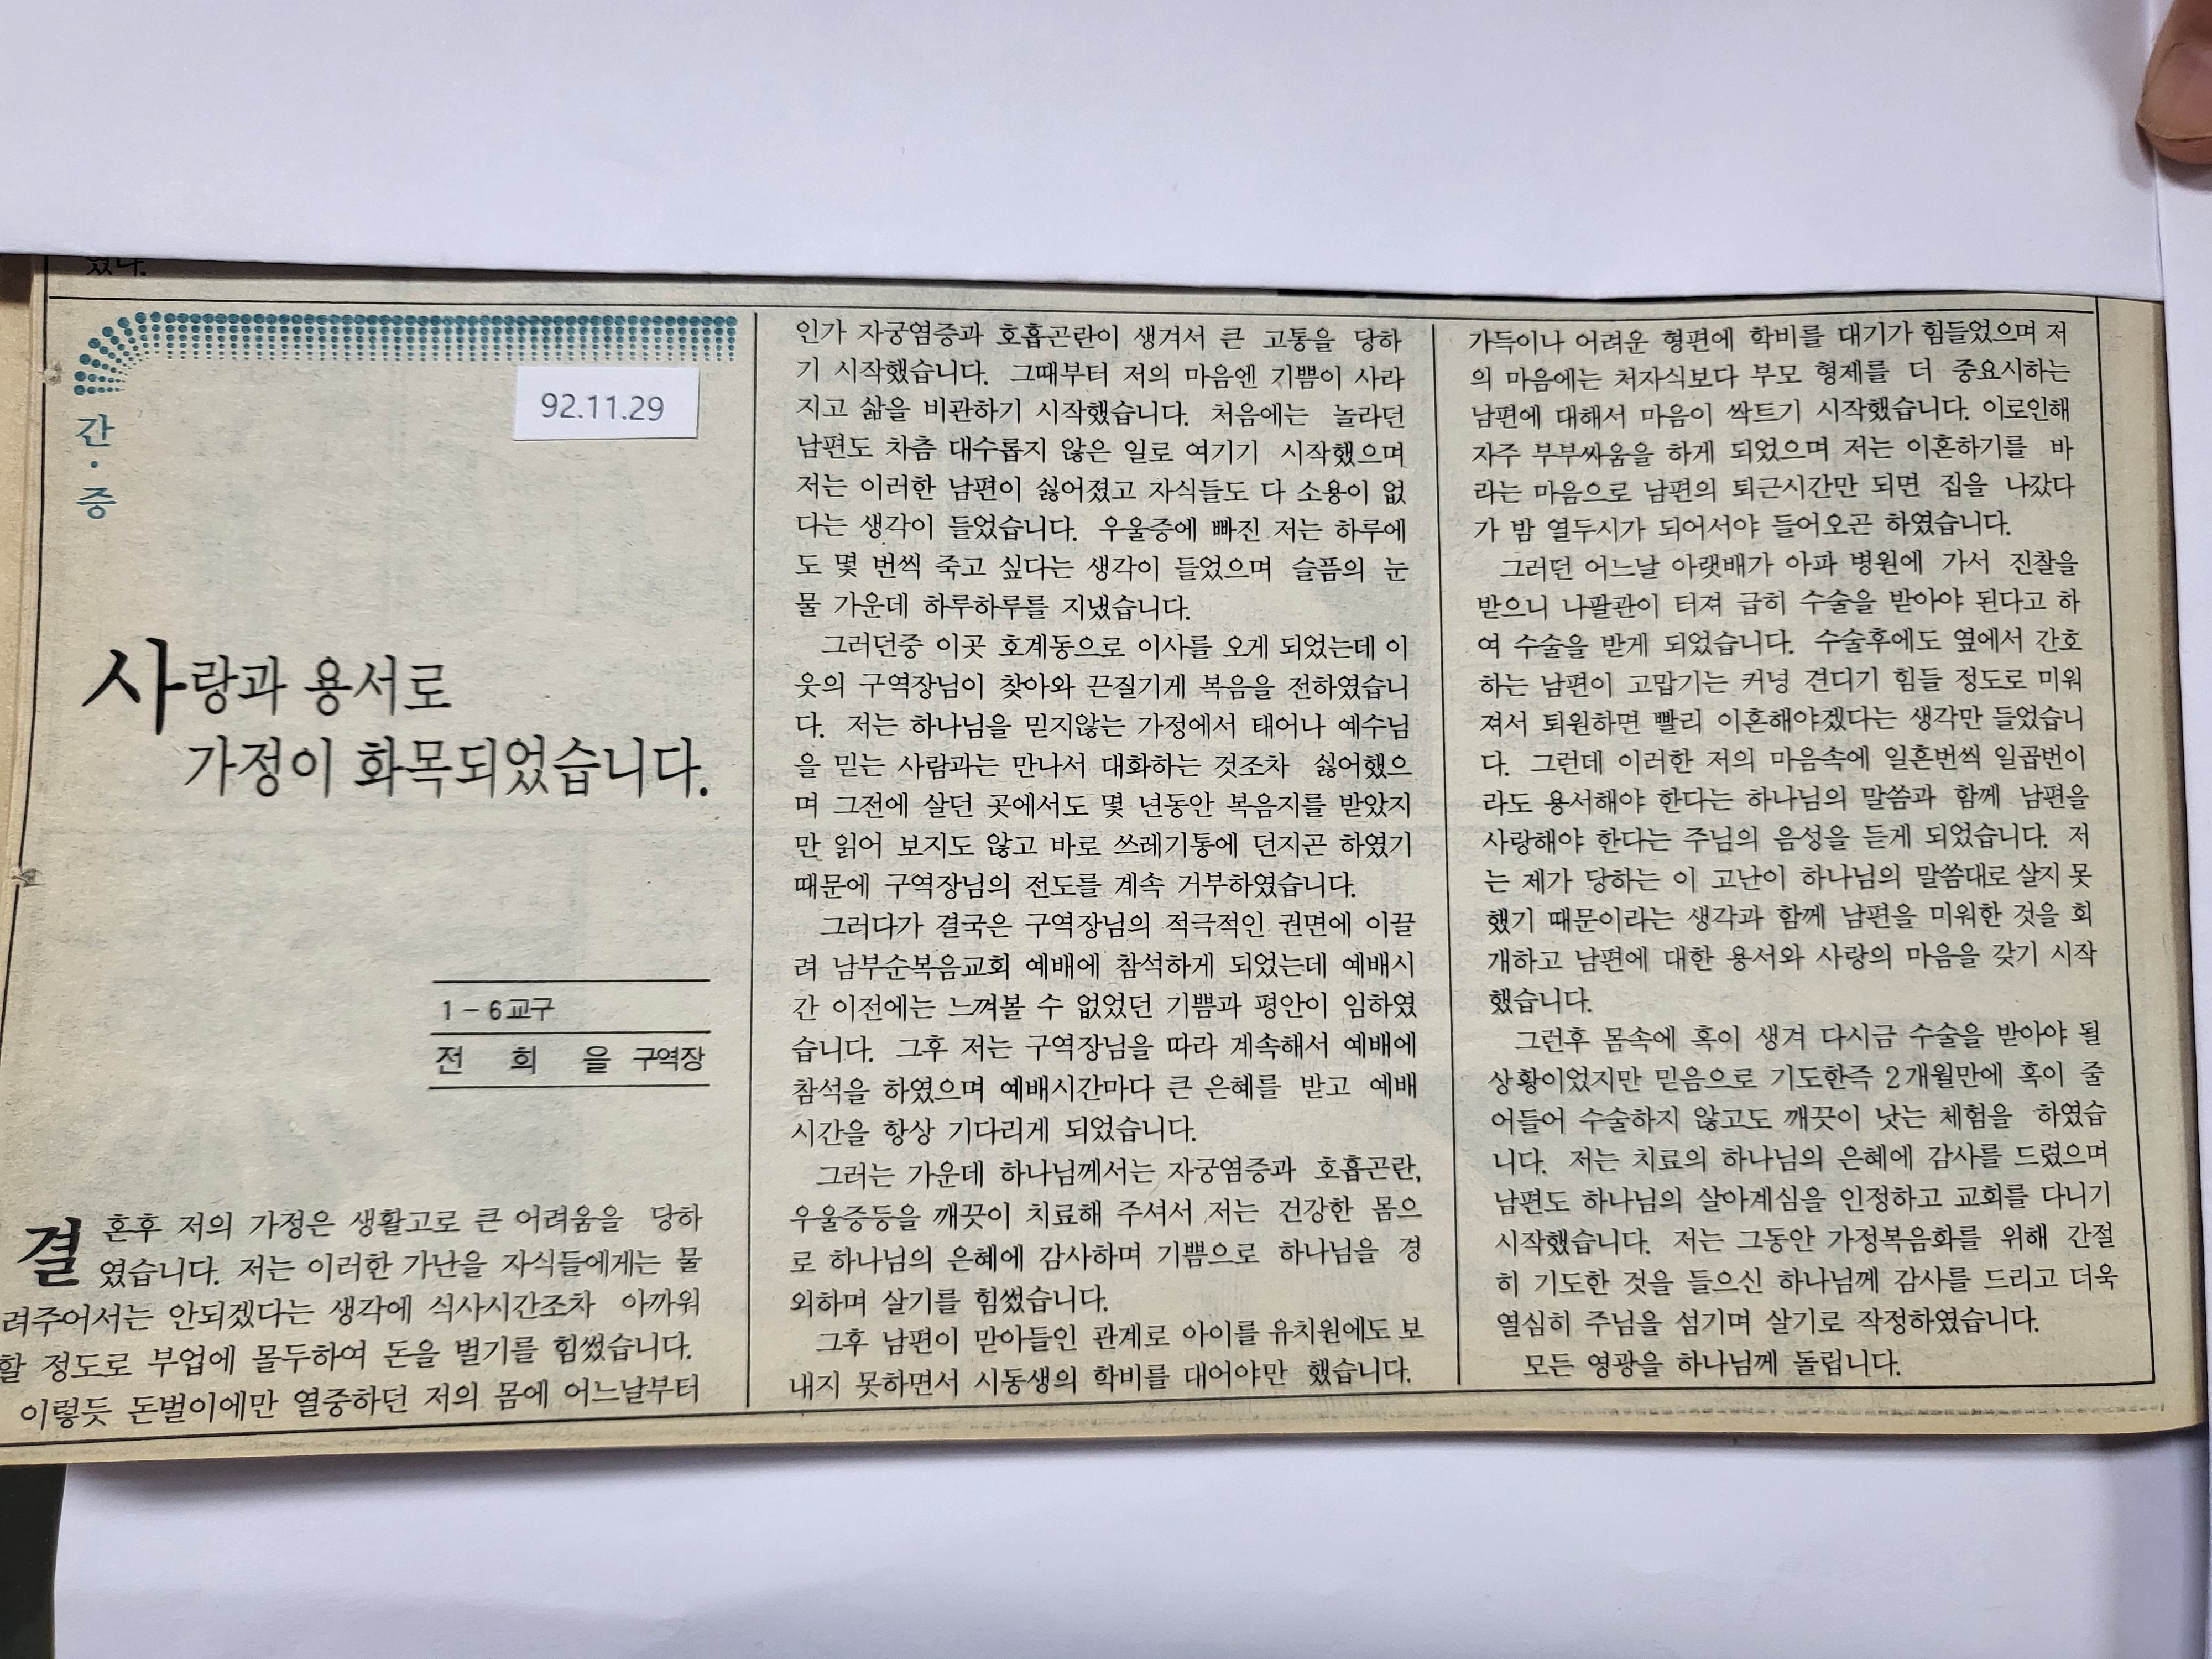 였다.
간·증
92.11.29
사랑과 용서로
가정이 화목되었습니다.
1-6교구
전 희 을 구역장
결혼후 저의 가정은 생활고로 큰 어려움을 당하
였습니다. 저는 이러한 가난을 자식들에게는 물
려주어서는 안되겠다는 생각에 식사시간조차 아까워
할 정도로 부업에 몰두하여 돈을 벌기를 힘썼습니다.
이렇듯 돈벌이에만 열중하던 저의 몸에 어느날부터
인가 자궁염증과 호흡곤란이 생겨서 큰 고통을 당하
기 시작했습니다. 그때부터 저의 마음엔 기쁨이 사라
지고 삶을 비관하기 시작했습니다. 처음에는 놀라던
남편도 차츰 대수롭지 않은 일로 여기기 시작했으며
저는 이러한 남편이 싫어졌고 자식들도 다 소용이 없
다는 생각이 들었습니다. 우울증에 빠진 저는 하루에
도 몇 번씩 죽고 싶다는 생각이 들었으며 슬픔의 눈
물 가운데 하루하루를 지냈습니다.
그러던중 이곳 호계동으로 이사를 오게 되었는데 이
웃의 구역장님이 찾아와 끈질기게 복음을 전하였습니
다. 저는 하나님을 믿지않는 가정에서 태어나 예수님
을 믿는 사람과는 만나서 대화하는 것조차 싫어했으
며 그전에 살던 곳에서도 몇 년동안 복음지를 받았지
만 읽어 보지도 않고 바로 쓰레기통에 던지곤 하였기
때문에 구역장님의 전도를 계속 거부하였습니다.
그러다가 결국은 구역장님의 적극적인 권면에 이끌
려 남부순복음교회 예배에 참석하게 되었는데 예배시
간 이전에는 느껴볼 수 없었던 기쁨과 평안이 임하였
습니다. 그후 저는 구역장님을 따라 계속해서 예배에
참석을 하였으며 예배시간마다 큰 은혜를 받고 예배
시간을 항상 기다리게 되었습니다.
그러는 가운데 하나님께서는 자궁염증과 호흡곤란,
우울증등을 깨끗이 치료해 주셔서 저는 건강한 몸으
로 하나님의 은혜에 감사하며 기쁨으로 하나님을 경
외하며 살기를 힘썼습니다.
그후 남편이 맏아들인 관계로 아이를 유치원에도 보
내지 못하면서 시동생의 학비를 대어야만 했습니다.
가득이나 어려운 형편에 학비를 대기가 힘들었으며 저
의 마음에는 처자식보다 부모 형제를 더 중요시하는
남편에 대해서 마음이 싹트기 시작했습니다. 이로인해
자주 부부싸움을 하게 되었으며 저는 이혼하기를 바
라는 마음으로 남편의 퇴근시간만 되면 집을 나갔다
가 밤 열두시가 되어서야 들어오곤 하였습니다.
그러던 어느날 아랫배가 아파 병원에 가서 진찰을
받으니 나팔관이 터져 급히 수술을 받아야 된다고 하
여 수술을 받게 되었습니다. 수술후에도 옆에서 간호
하는 남편이 고맙기는 커녕 견디기 힘들 정도로 미워
져서 퇴원하면 빨리 이혼해야겠다는 생각만 들었습니
다. 그런데 이러한 저의 마음속에 일흔번씩 일곱번이
라도 용서해야 한다는 하나님의 말씀과 함께 남편을
사랑해야 한다는 주님의 음성을 듣게 되었습니다. 저
는 제가 당하는 이 고난이 하나님의 말씀대로 살지 못
했기 때문이라는 생각과 함께 남편을 미워한 것을 회
개하고 남편에 대한 용서와 사랑의 마음을 갖기 시작
했습니다.
그런후 몸속에 혹이 생겨 다시금 수술을 받아야 될
상황이었지만 믿음으로 기도한즉 2개월만에 혹이 줄
어들어 수술하지 않고도 깨끗이 낫는 체험을 하였습
니다. 저는 치료의 하나님의 은혜에 감사를 드렸으며
남편도 하나님의 살아계심을 인정하고 교회를 다니기
시작했습니다. 저는 그동안 가정복음화를 위해 간절
히 기도한 것을 들으신 하나님께 감사를 드리고 더욱
열심히 주님을 섬기며 살기로 작정하였습니다.
모든 영광을 하나님께 돌립니다.